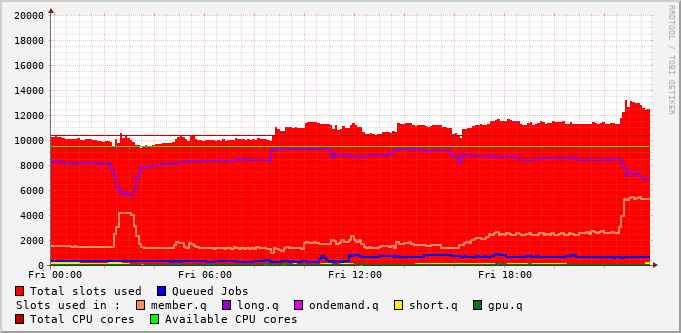 20000
18000
16000
14000
12000
10000
8000
6000
4000
2000
0
Fri 00:00 Fri 06:00 Fri 12:00 Fri 18:00
Total slots used Queued Jobs
Slots used in : member.q long.q ondemand.q short.q gpu.q
Total CPU cores Available CPU cores
RRDTOOL / TOBI OETIKER